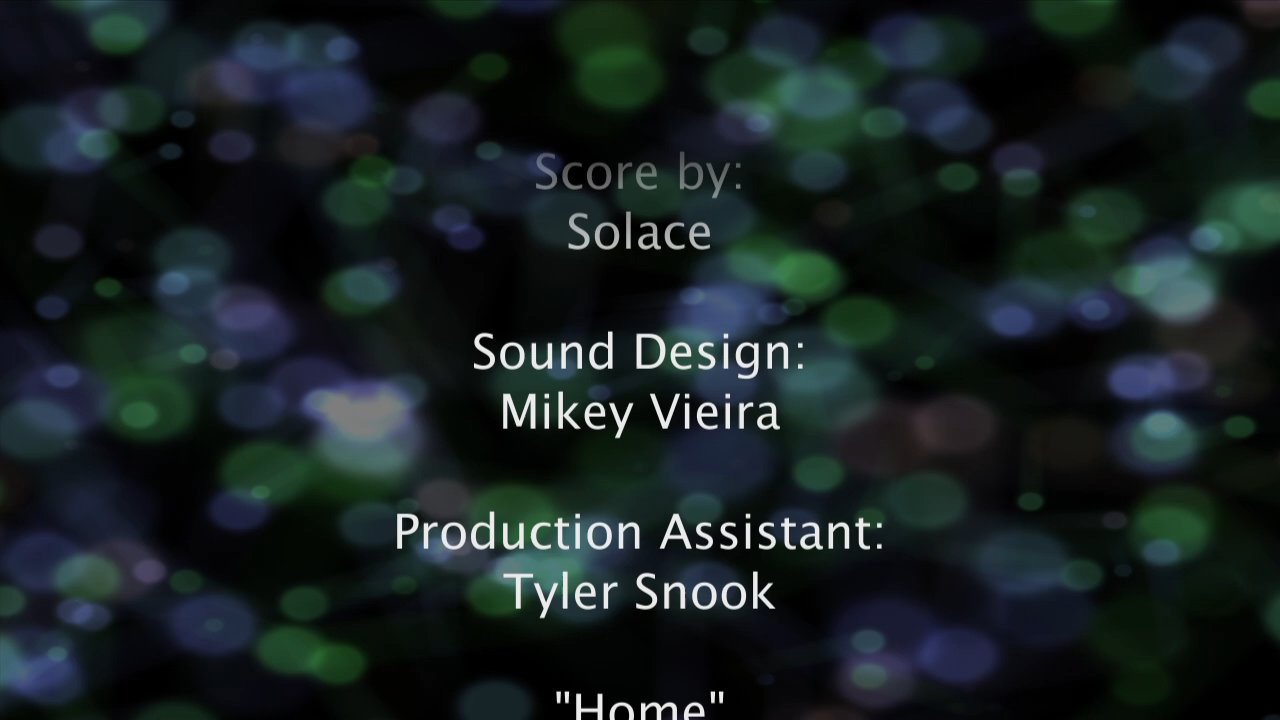 Score by:
Solace
Sound Design:
Mikey Vieira
Production Assistant:
Tyler Snook
"Home"